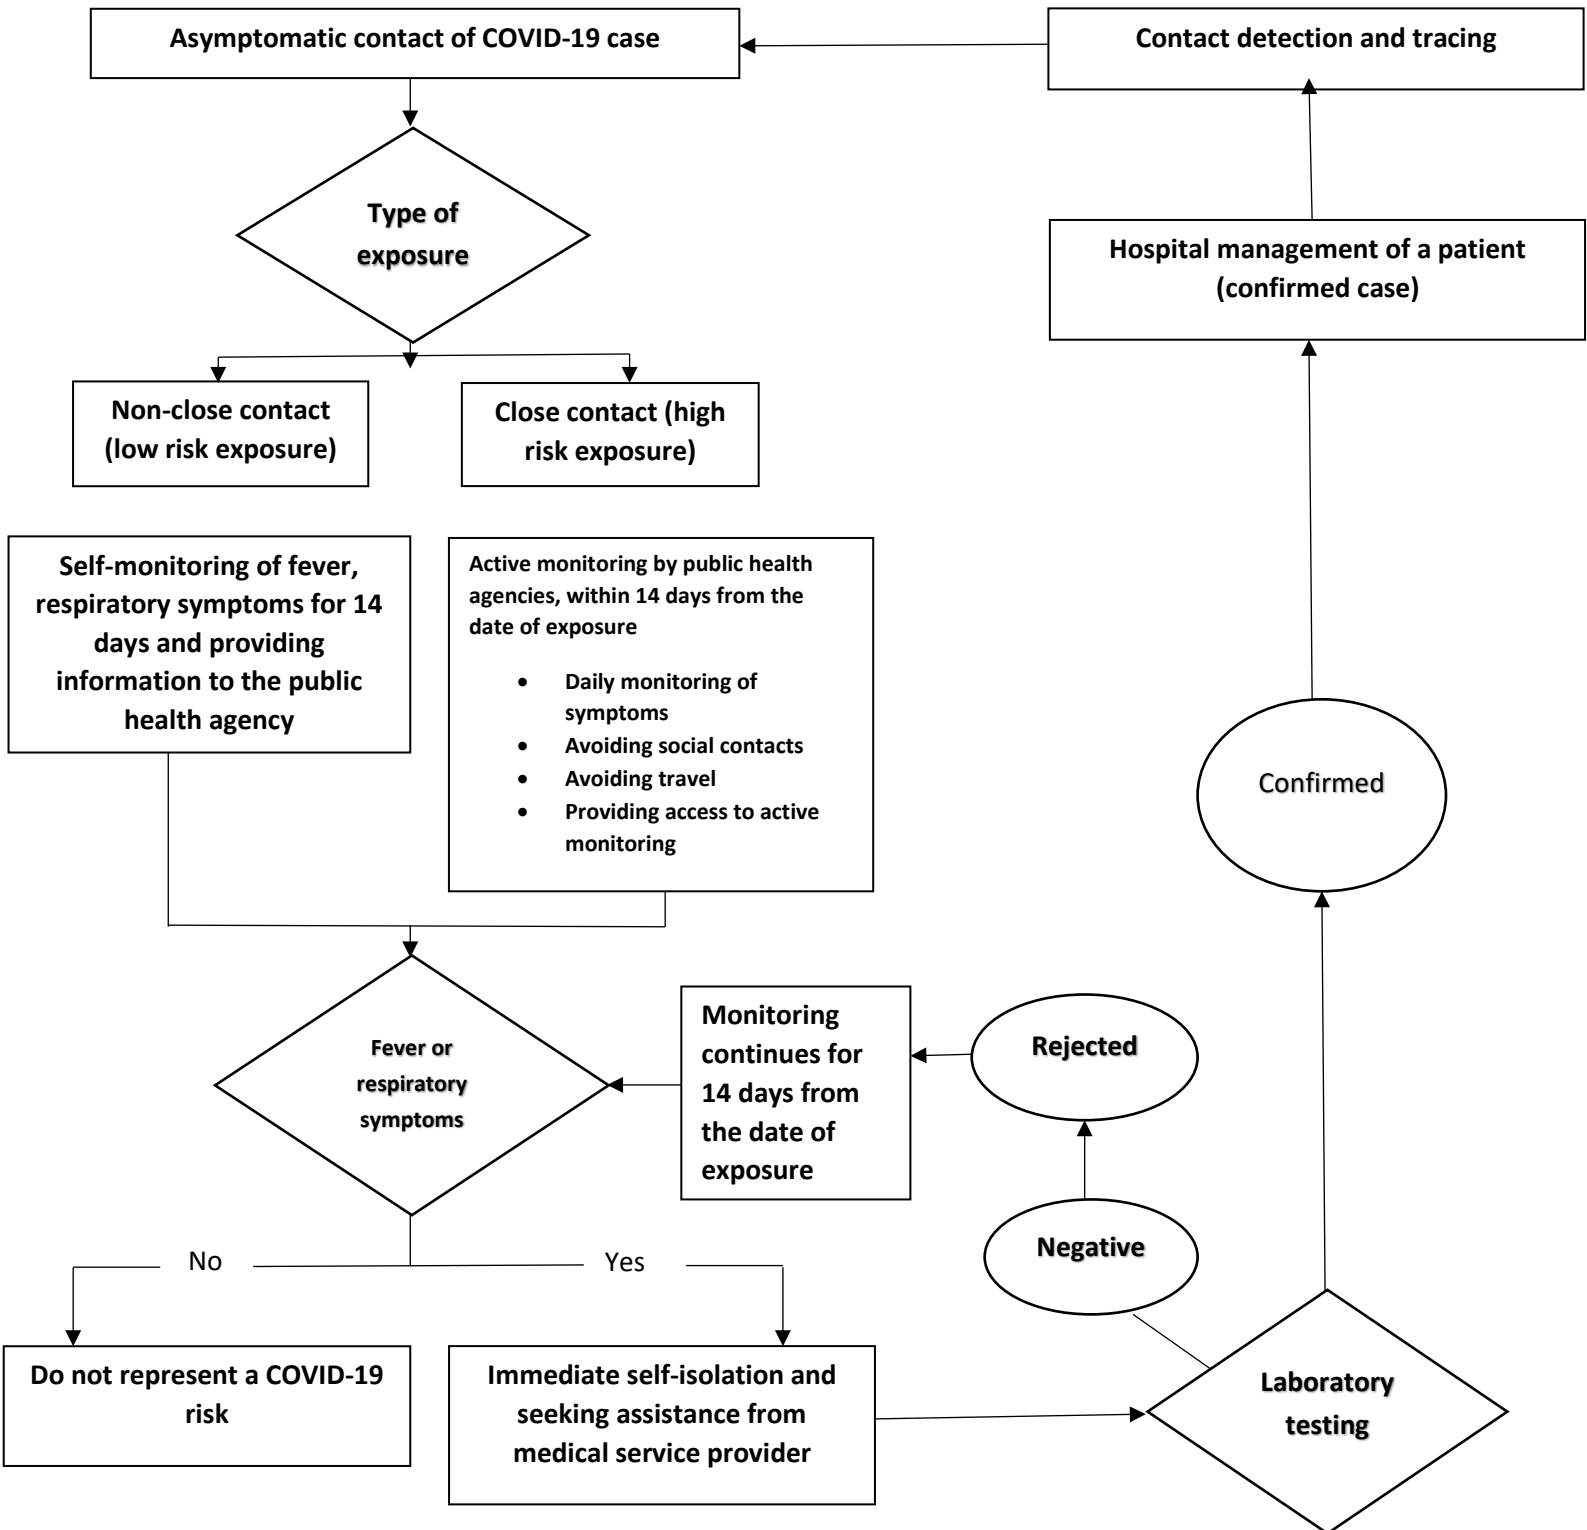 Asymptomatic contact of COVID-19 case
Contact detection and tracing
Type of
exposure
Hospital management of a patient
(confirmed case)
Non-close contact
(low risk exposure)
Close contact (high
risk exposure)
Self-monitoring of fever,
respiratory symptoms for 14
days and providing
information to the public
health agency
Active monitoring by public health
agencies, within 14 days from the
date of exposure
• Daily monitoring of
symptoms
• Avoiding social contacts
• Avoiding travel
• Providing access to active
monitoring
Confirmed
Fever or
respiratory
symptoms
Monitoring
continues for
14 days from
the date of
exposure
Rejected
Negative
No
Yes
Do not represent a COVID-19
risk
Immediate self-isolation and
seeking assistance from
medical service provider
Laboratory
testing